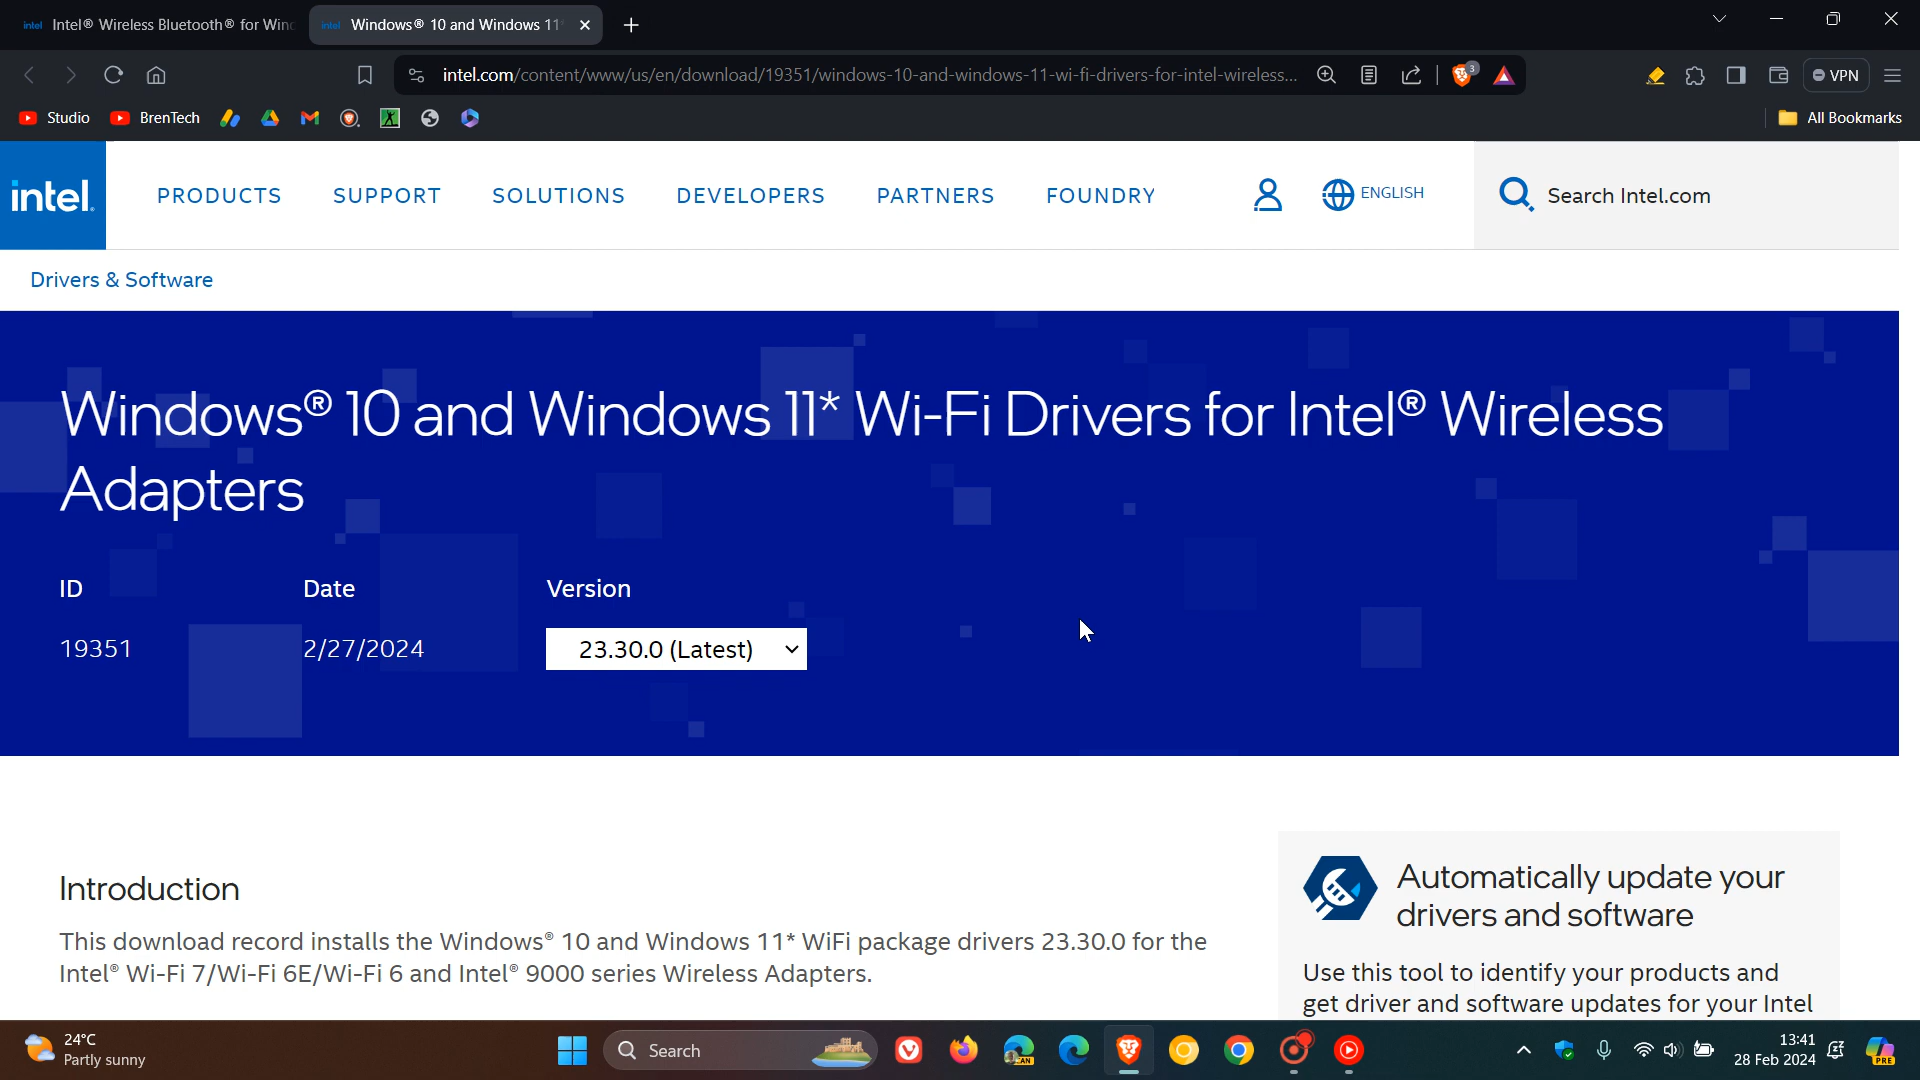 intel Intel® Wireless Bluetooth® for Winc
intel Windows® 10 and Windows 11*
intel.com/content/www/us/en/download/19351/windows-10-and-windows-11-wi-fi-drivers-for-intel-wireless...
3
VPN
Studio
BrenTech
All Bookmarks
intel.
PRODUCTS
SUPPORT
SOLUTIONS
DEVELOPERS
PARTNERS
FOUNDRY
ENGLISH
Search Intel.com
Drivers & Software
Windows® 10 and Windows 11* Wi-Fi Drivers for Intel® Wireless
Adapters
ID
Date
Version
19351
2/27/2024
23.30.0 (Latest)
Introduction
This download record installs the Windows® 10 and Windows 11* WiFi package drivers 23.30.0 for the
Intel® Wi-Fi 7/Wi-Fi 6E/Wi-Fi 6 and Intel® 9000 series Wireless Adapters.
Automatically update your
drivers and software
Use this tool to identify your products and
get driver and software updates for your Intel
24°C
Partly sunny
Search
CAN
13:41
28 Feb 2024
PRE